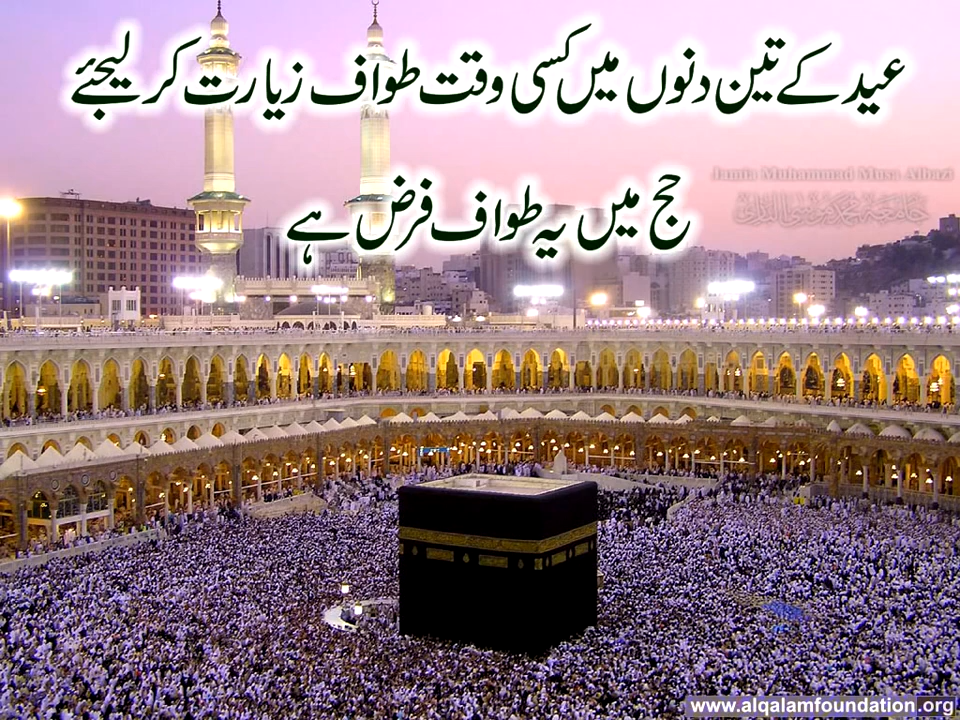 عید کے تین دنوں میں کسی وقت طواف زیارت کر لیجئے
حج میں یہ طواف فرض ہے
Jamia Muhammad Musa Albazi
www.alqalamfoundation.org